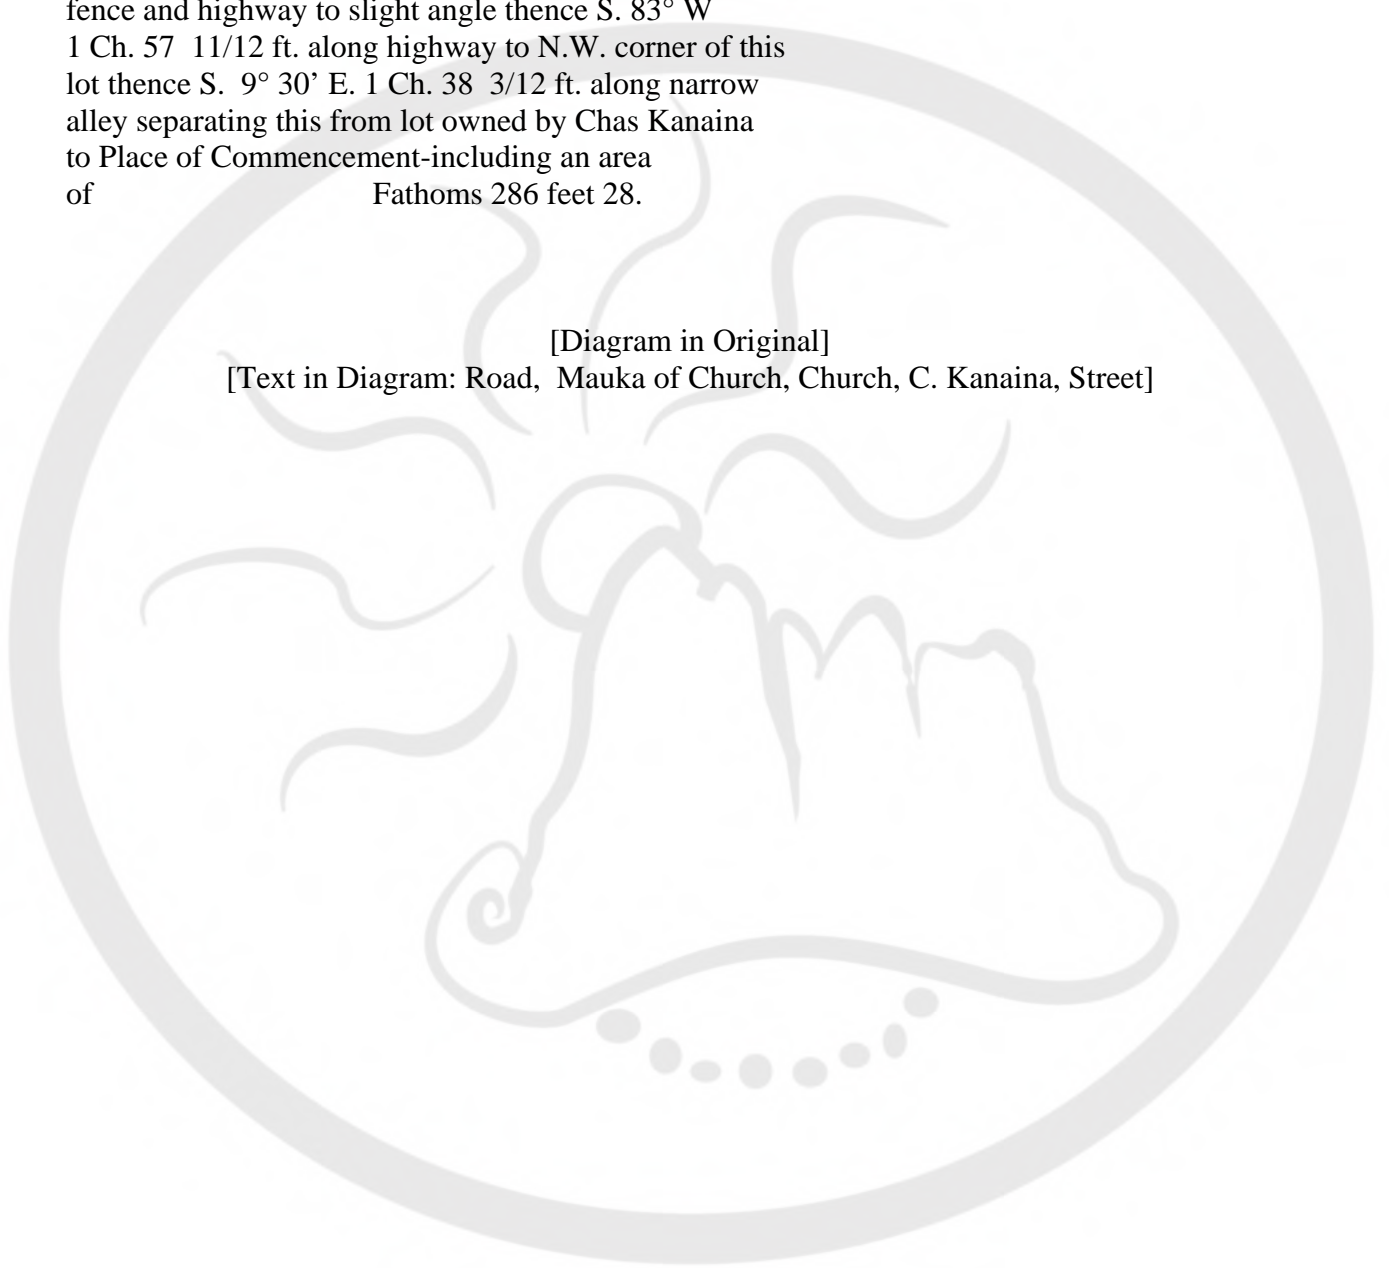 fence and highway to slight angle thence S. 83° W
1 Ch. 57  11/12 ft. along highway to N.W. corner of this
lot thence S.  9° 30’ E. 1 Ch. 38  3/12 ft. along narrow
alley separating this from lot owned by Chas Kanaina
to Place of Commencement-including an area
of Fathoms 286 feet 28.
[Diagram in Original]
[Text in Diagram: Road,  Mauka of Church, Church, C. Kanaina, Street]